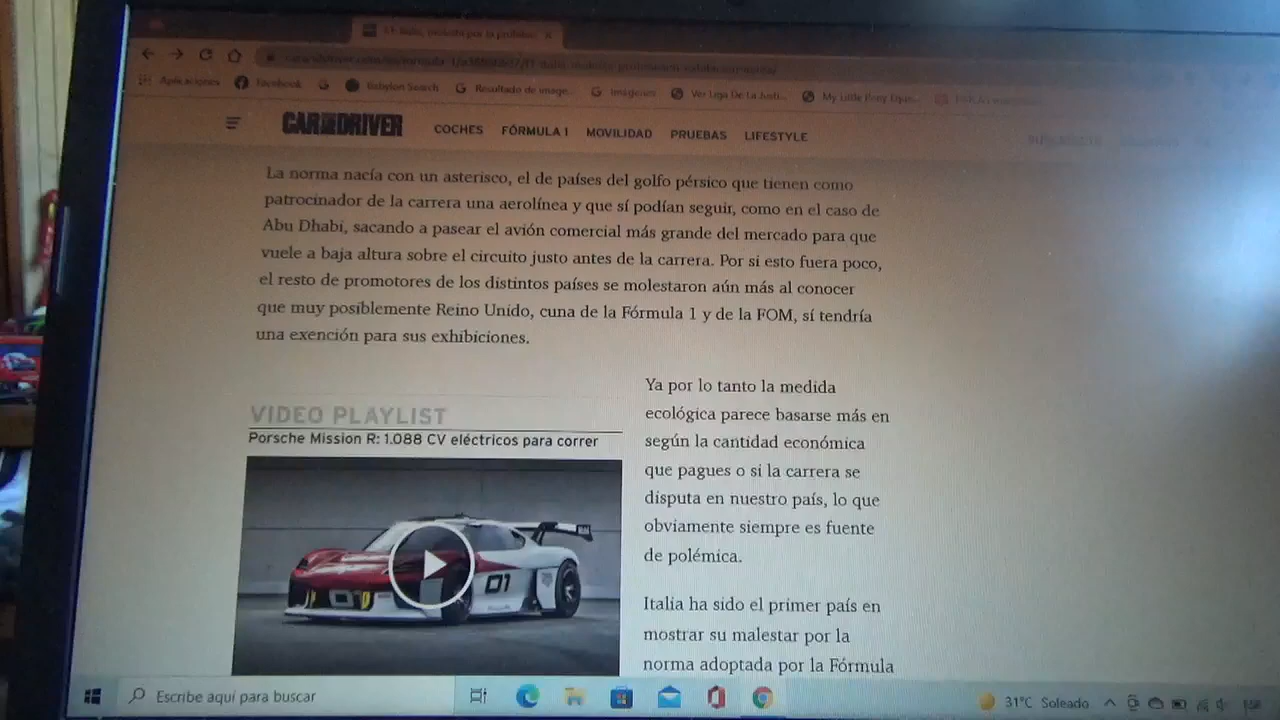 Aplicaciones
Facebook
Babylon Search
Resultado de image...
Imágenes
Ver Liga De La Justi...
My Little Pony Eque...
CAR AND DRIVER
COCHES
FÓRMULA 1
MOVILIDAD
PRUEBAS
LIFESTYLE
La norma nacía con un asterisco, el de países del golfo pérsico que tienen como
patrocinador de la carrera una aerolínea y que sí podían seguir, como en el caso de
Abu Dhabi, sacando a pasear el avión comercial más grande del mercado para que
vuele a baja altura sobre el circuito justo antes de la carrera. Por si esto fuera poco,
el resto de promotores de los distintos países se molestaron aún más al conocer
que muy posiblemente Reino Unido, cuna de la Fórmula 1 y de la FOM, sí tendría
una exención para sus exhibiciones.
VIDEO PLAYLIST
Porsche Mission R: 1.088 CV eléctricos para correr
01
01
Ya por lo tanto la medida
ecológica parece basarse más en
según la cantidad económica
que pagues o si la carrera se
disputa en nuestro país, lo que
obviamente siempre es fuente
de polémica.
Italia ha sido el primer país en
mostrar su malestar por la
norma adoptada por la Fórmula
Escribe aquí para buscar
31°C Soleado